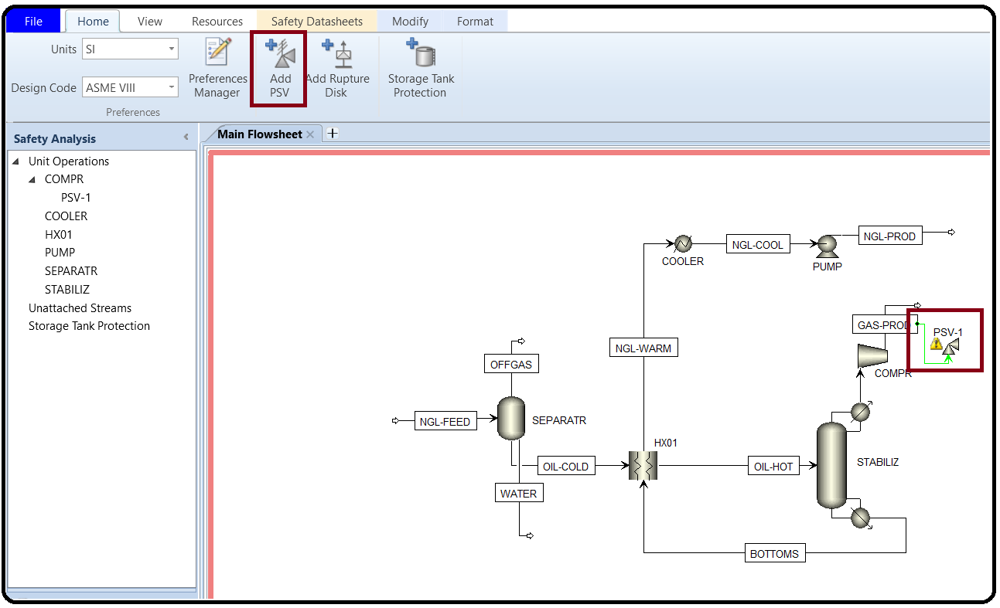 File
Home
View
Resources
Safety Datasheets
Modify
Format
Units
SI
Design Code
ASME VIII
Preferences
Manager
Add
PSV
Add Rupture
Disk
Storage Tank
Protection
Preferences
Safety Analysis
Unit Operations
COMPR
PSV-1
COOLER
HX01
PUMP
SEPARATR
STABILIZ
Unattached Streams
Storage Tank Protection
Main Flowsheet
NGL-PROD
NGL-COOL
COOLER
PUMP
GAS-PROD
PSV-1
NGL-WARM
COMPR
OFFGAS
NGL-FEED
SEPARATR
HX01
OIL-COLD
OIL-HOT
STABILIZ
WATER
BOTTOMS